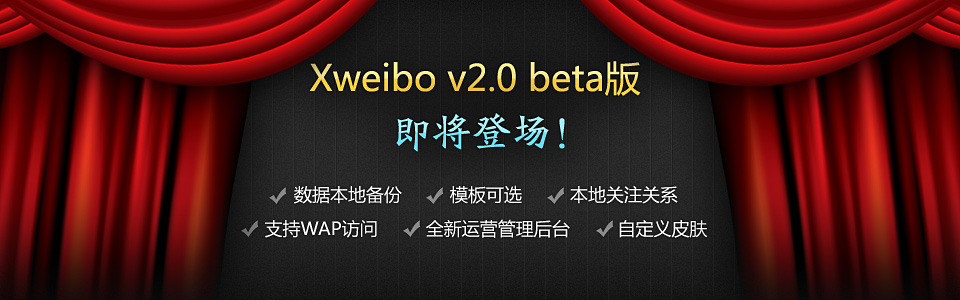 Xweibo v2.0 beta版
即将登场！
数据本地备份 模板可选 本地关注关系
支持WAP访问 全新运营管理后台 自定义皮肤